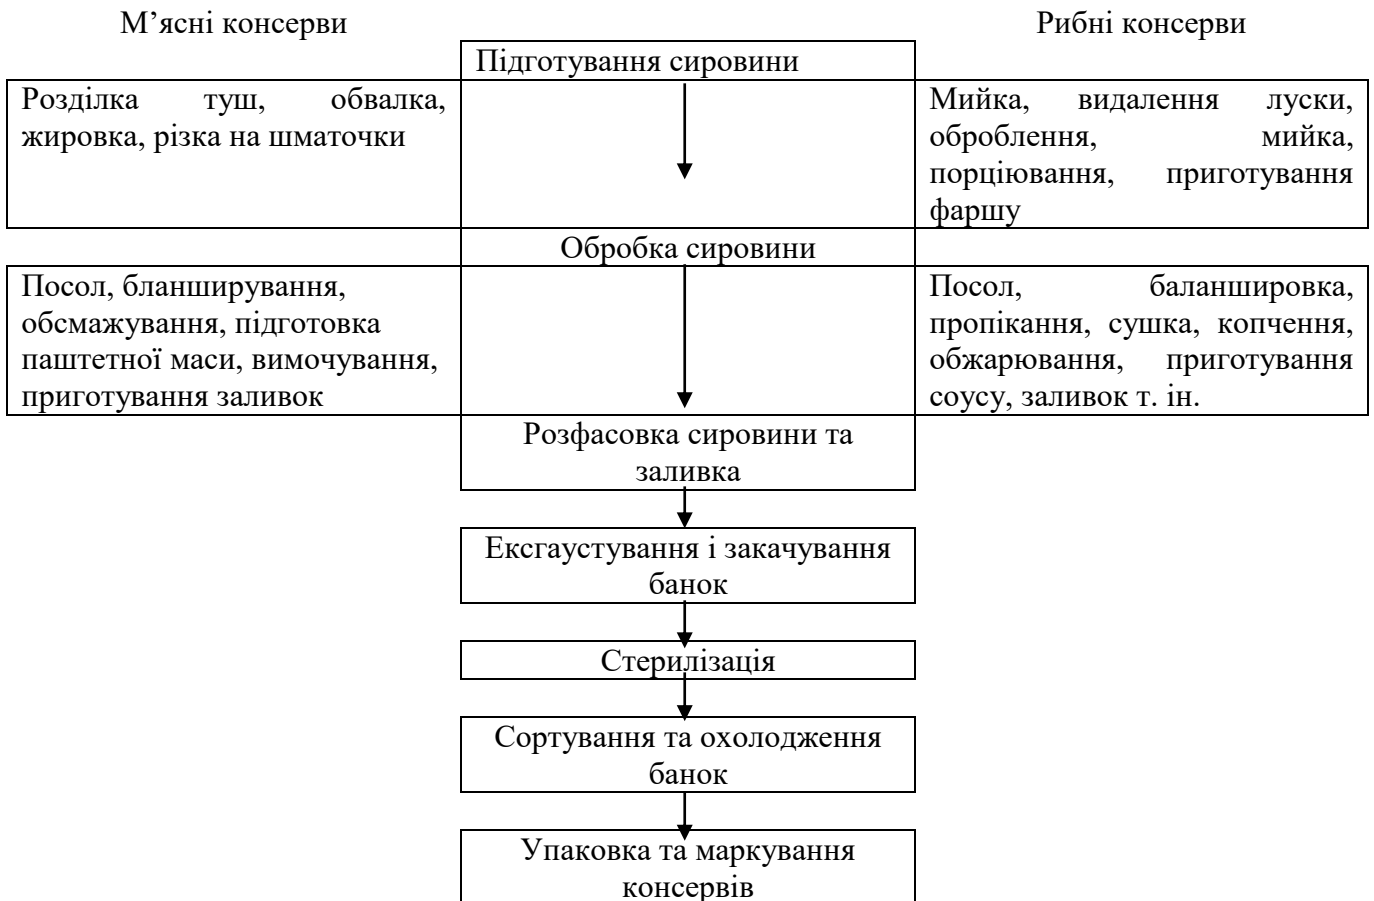 М’ясні консерви
Рибні консерви
Підготування сировини
Розділка туш, обвалка,
жировка, різка на шматочки
Мийка, видалення луски,
оброблення, мийка,
порціювання, приготування
фаршу
Обробка сировини
Посол, бланширування,
обсмажування, підготовка
паштетної маси, вимочування,
приготування заливок
Посол, баланшировка,
пропікання, сушка, копчення,
обжарювання, приготування
соусу, заливок т. ін.
Розфасовка сировини та
заливка
Ексгаустування і закачування
банок
Стерилізація
Сортування та охолодження
банок
Упаковка та маркування
консервів